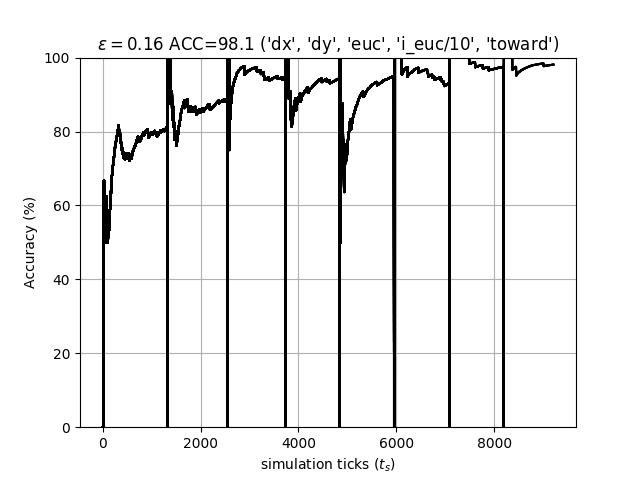 ε = 0.16 ACC=98.1 ('dx', 'dy', 'euc', 'i_euc/10', 'toward')
100
80
60
40
20
0
Accuracy (%)
0 2000 4000 6000 8000
simulation ticks (tₛ)